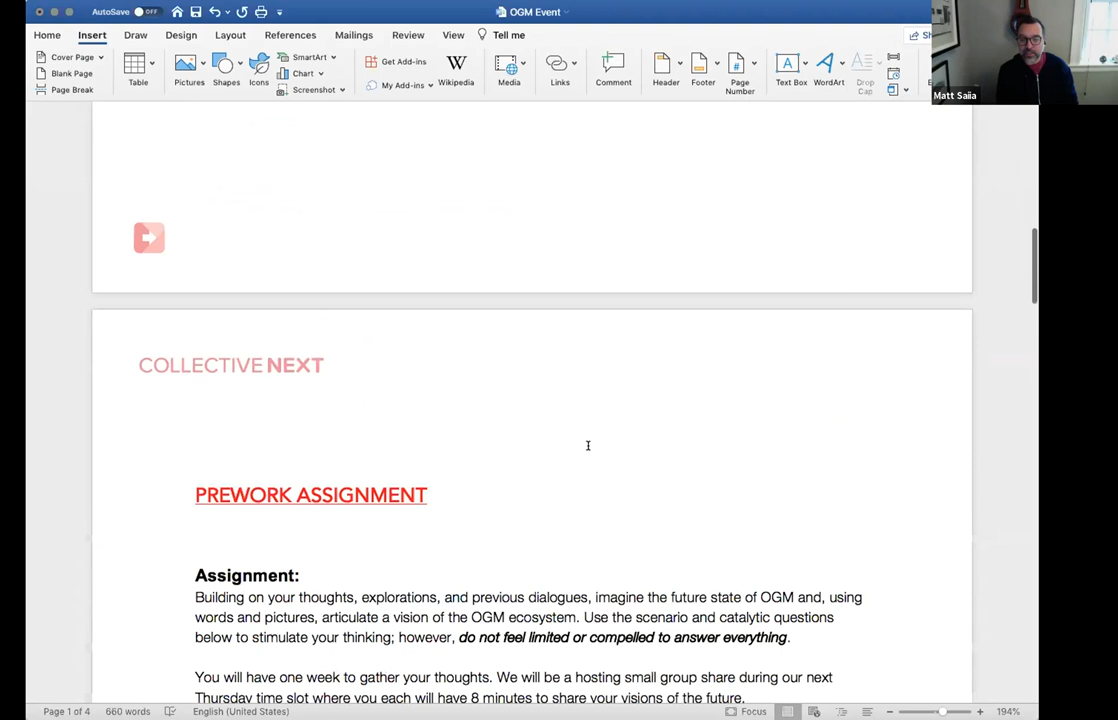 AutoSave OFF
OGM Event
Home Insert Draw Design Layout References Mailings Review View Tell me
Cover Page
Blank Page
Page Break
Table
Pictures
Shapes
Icons
SmartArt
Chart
Screenshot
Get Add-ins
My Add-ins
W
Wikipedia
Media
Links
Comment
Header
Footer
#
Page
Number
A
Text Box
A
WordArt
A
Drop
Cap
Matt Saiia
COLLECTIVE NEXT
PREWORK ASSIGNMENT
Assignment:
Building on your thoughts, explorations, and previous dialogues, imagine the future state of OGM and, using
words and pictures, articulate a vision of the OGM ecosystem. Use the scenario and catalytic questions
below to stimulate your thinking; however, do not feel limited or compelled to answer everything.
You will have one week to gather your thoughts. We will be a hosting small group share during our next
Thursday time slot where you each will have 8 minutes to share your visions of the future.
Page 1 of 4 660 words English (United States) Focus 194%